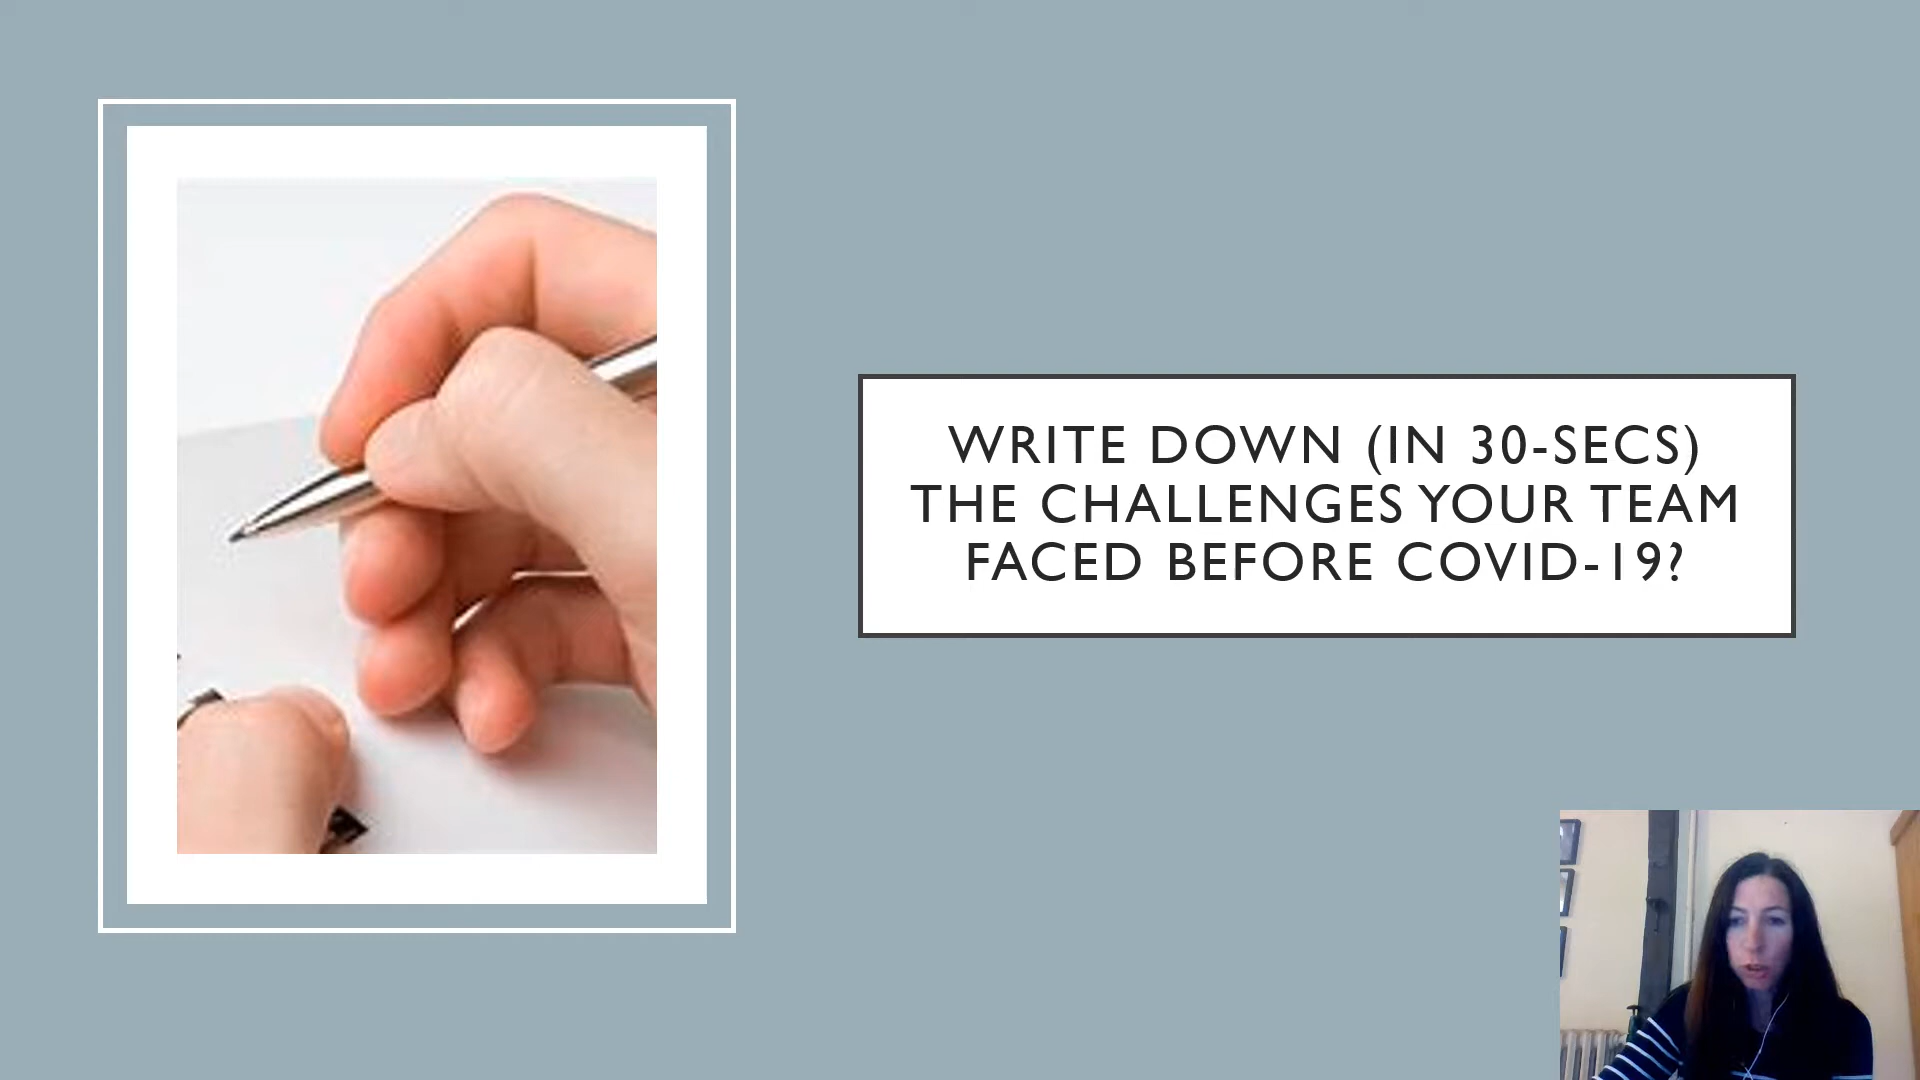 WRITE DOWN (IN 30-SECS)
THE CHALLENGES YOUR TEAM
FACED BEFORE COVID-19?